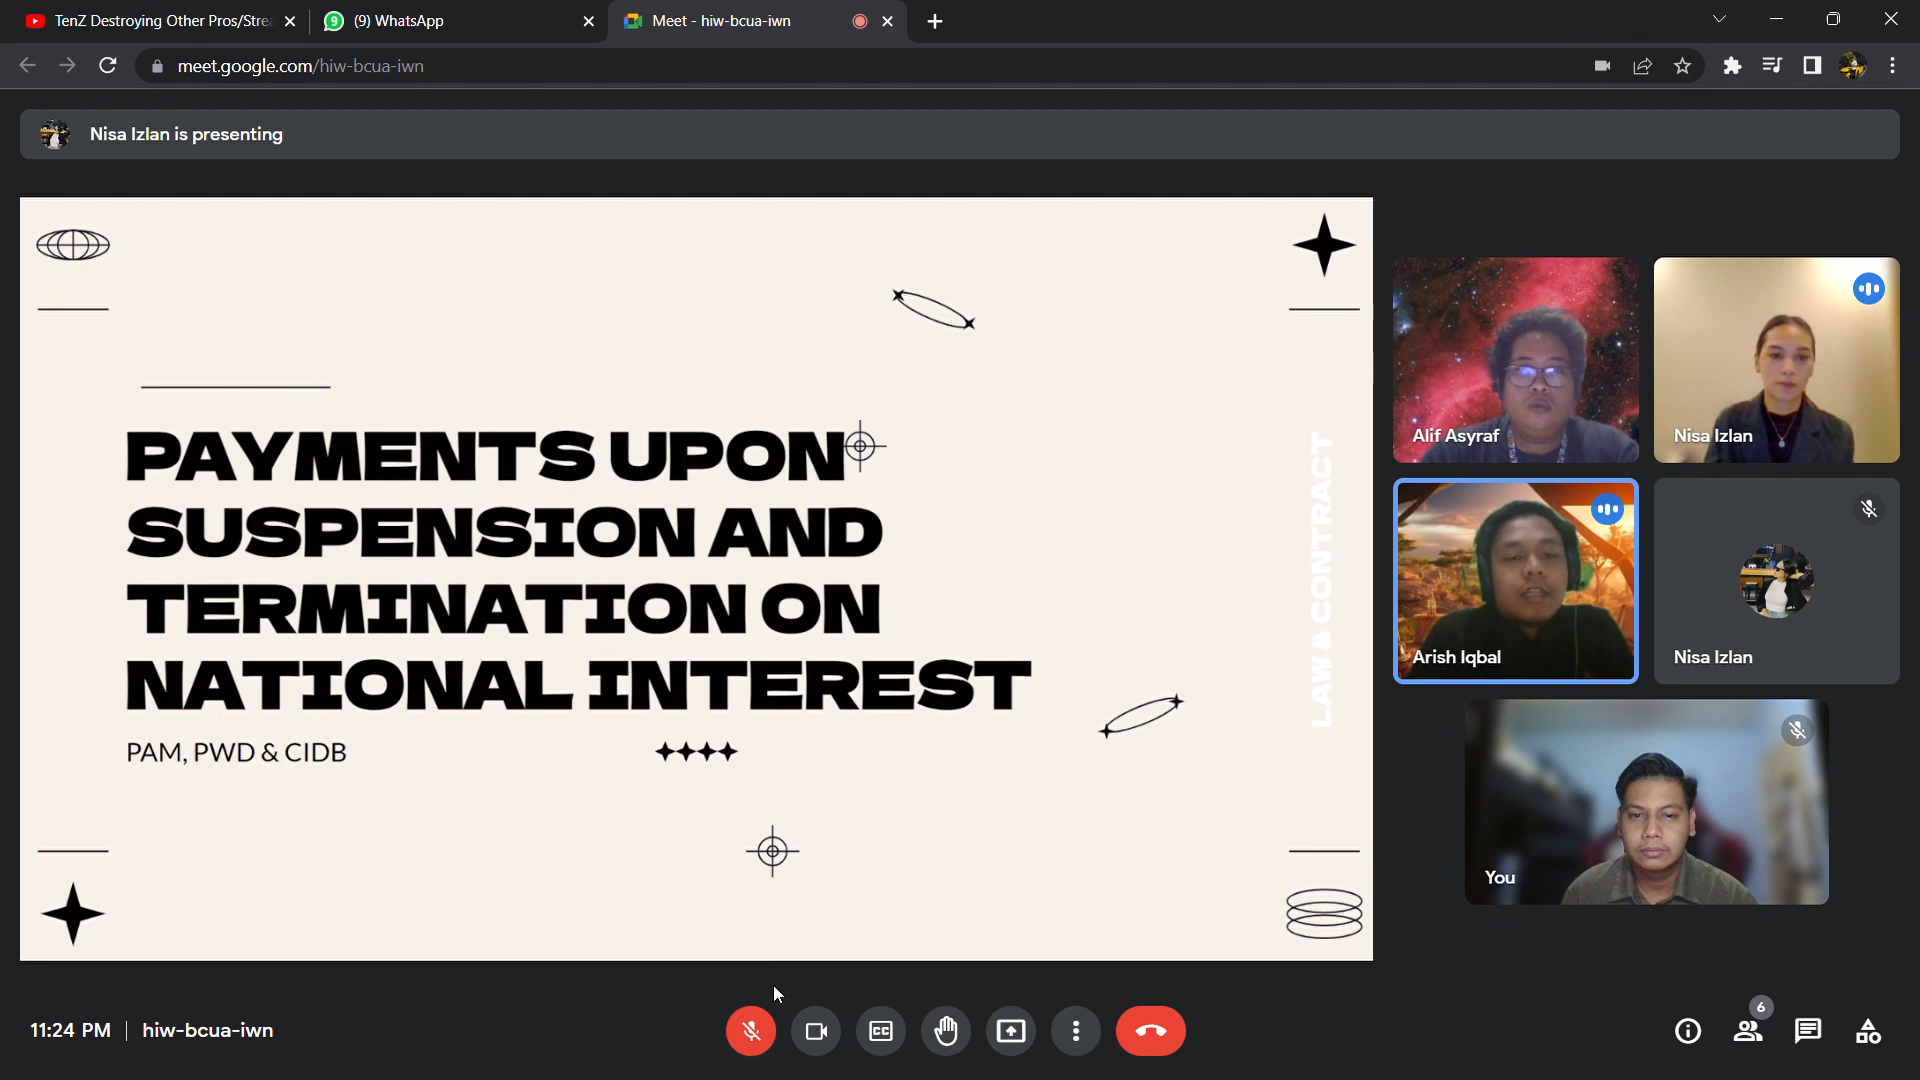 TenZ Destroying Other Pros/Strea
(9) WhatsApp
Meet - hiw-bcua-iwn
meet.google.com/hiw-bcua-iwn
Nisa Izlan is presenting
PAYMENTS UPON
SUSPENSION AND
TERMINATION ON
NATIONAL INTEREST
PAM, PWD & CIDB
LAW & CONTRACT
Alif Asyraf
Nisa Izlan
Arish Iqbal
Nisa Izlan
You
11:24 PM
hiw-bcua-iwn
CC
6